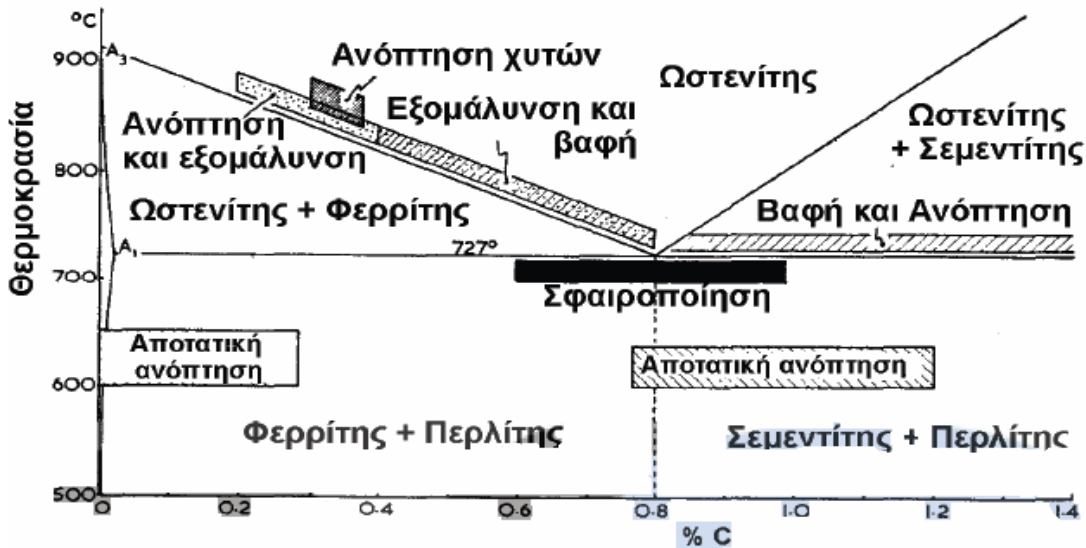 °C
Θερμοκρασία
900
800
700
600
500
A₃
A₁
Ανόπτηση χυτών
Ωστενίτης
Εξομάλυνση και
βαφή
Ανόπτηση
και εξομάλυνση
Ωστενίτης
+ Σεμεντίτης
Ωστενίτης + Φερρίτης
Βαφή και Ανόπτηση
727°
Σφαιροποίηση
Αποτατική
ανόπτηση
Αποτατική ανόπτηση
Φερρίτης + Περλίτης
Σεμεντίτης + Περλίτης
0 0·2 0·4 0·6 0·8 1·0 1·2 1·4
% C